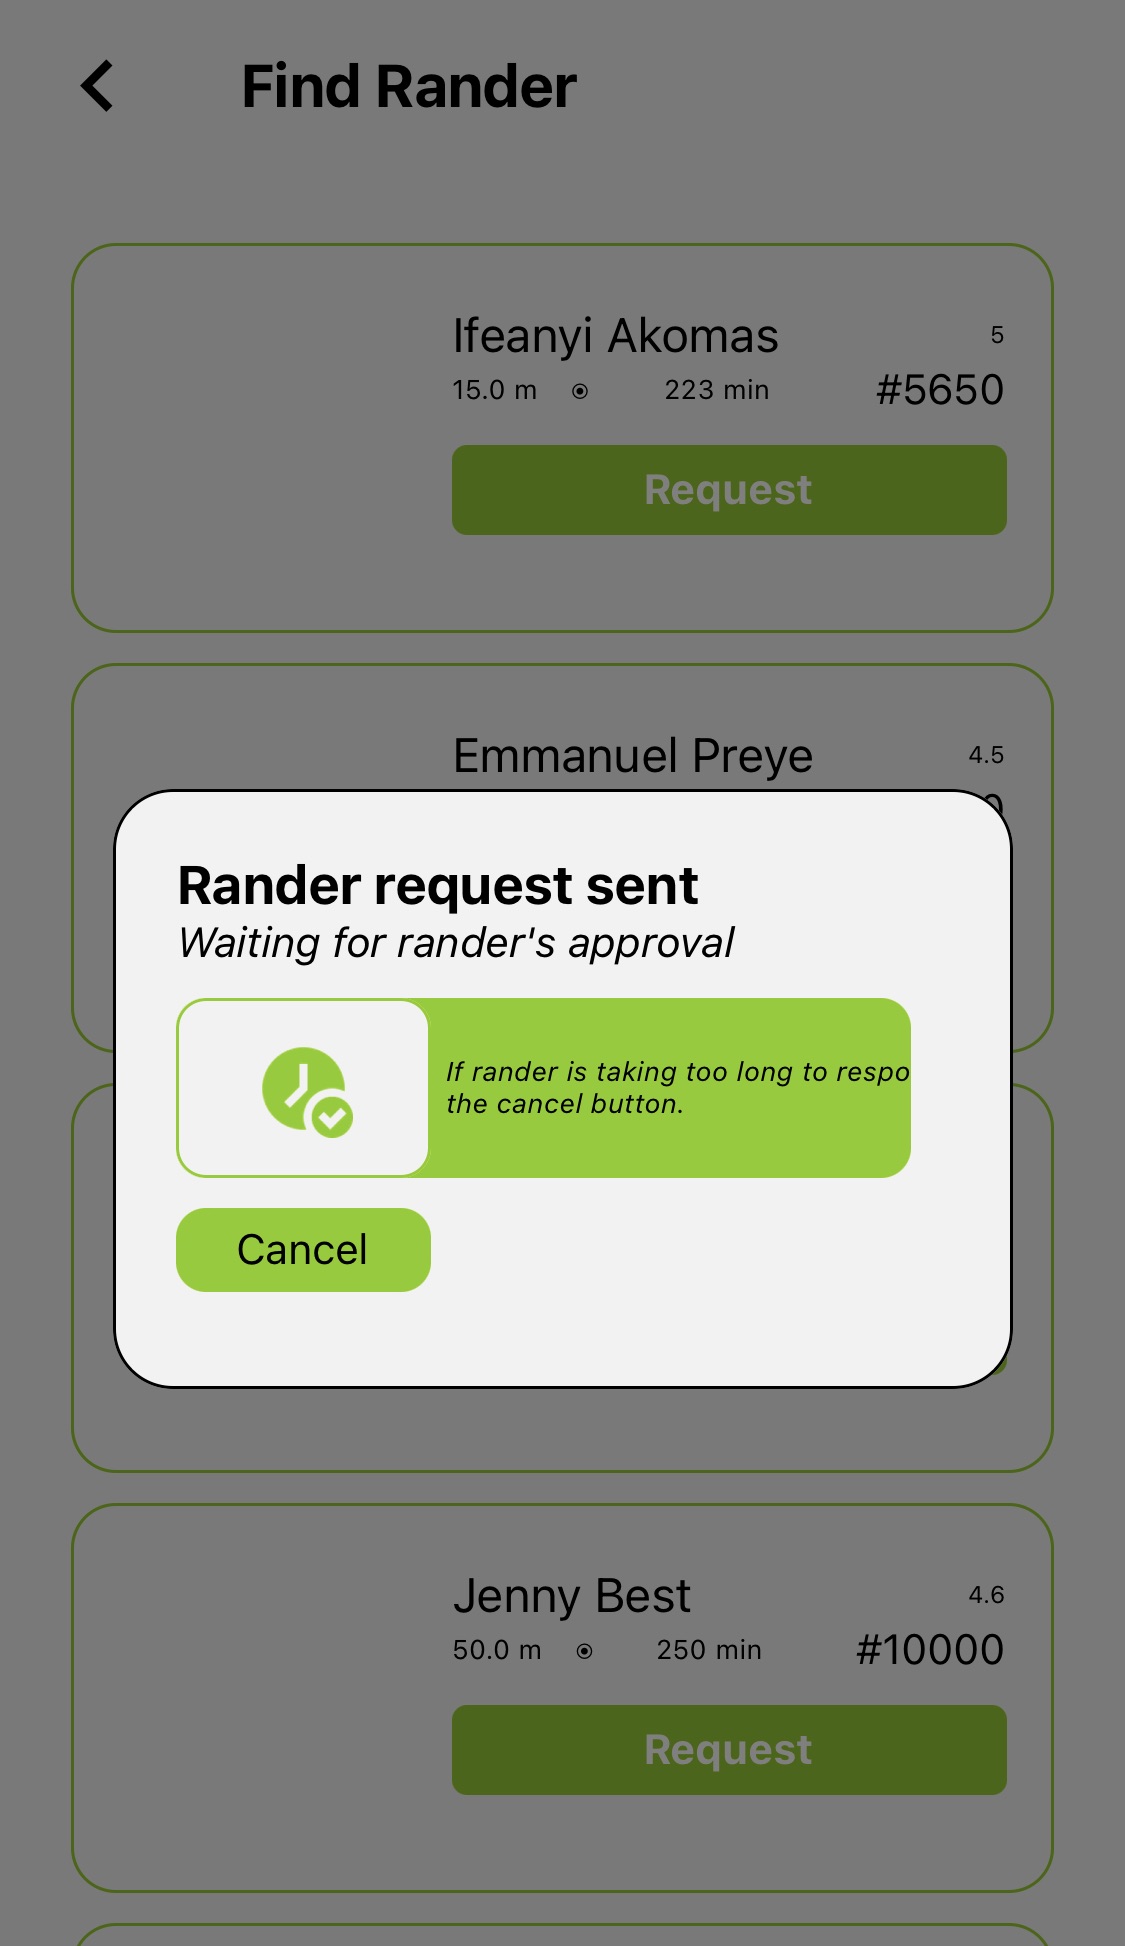 Find Rander
Ifeanyi Akomas
5
15.0 m
223 min
#5650
Request
Emmanuel Preye
4.5
Rander request sent
Waiting for rander's approval
If rander is taking too long to respo
the cancel button.
Cancel
Jenny Best
4.6
50.0 m
250 min
#10000
Request